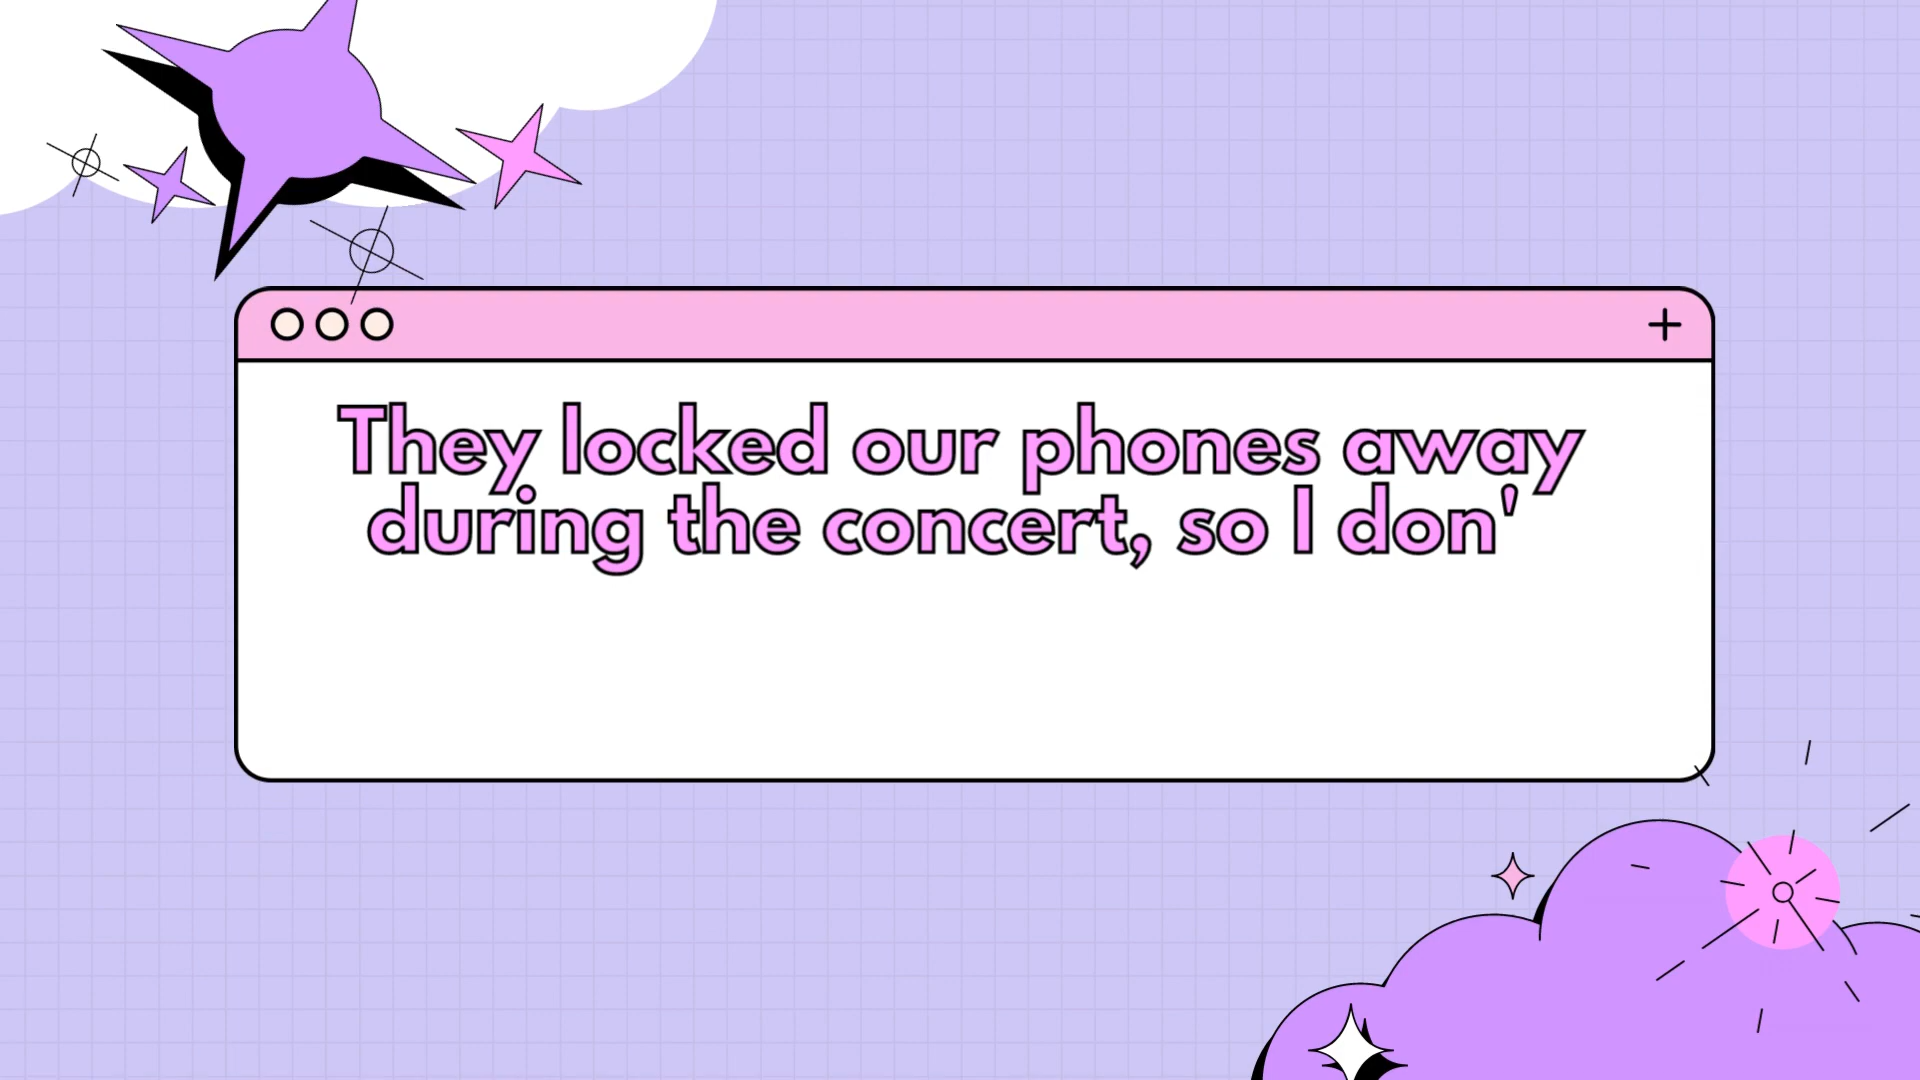 They locked our phones away
during the concert, so I don'